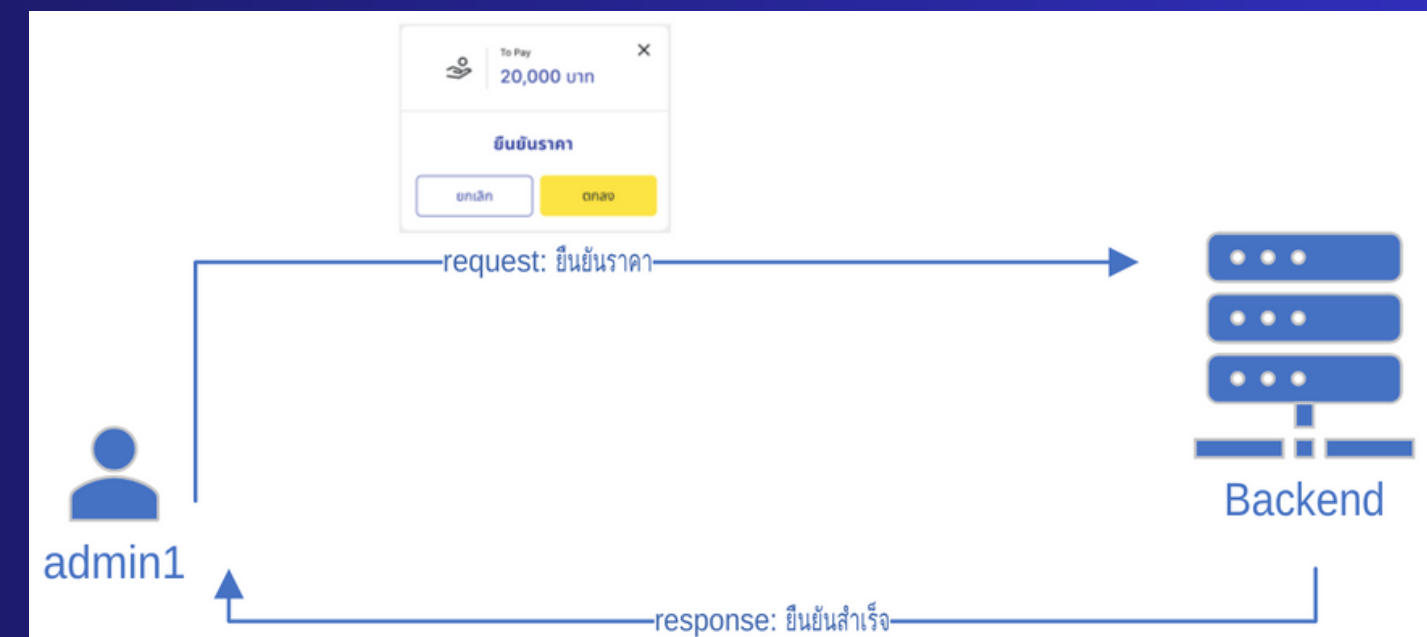 To Pay
20,000 บาท
ยืนยันราคา
ยกเลิก
ตกลง
request: ยืนยันราคา
Backend
admin1
response: ยืนยันสำเร็จ